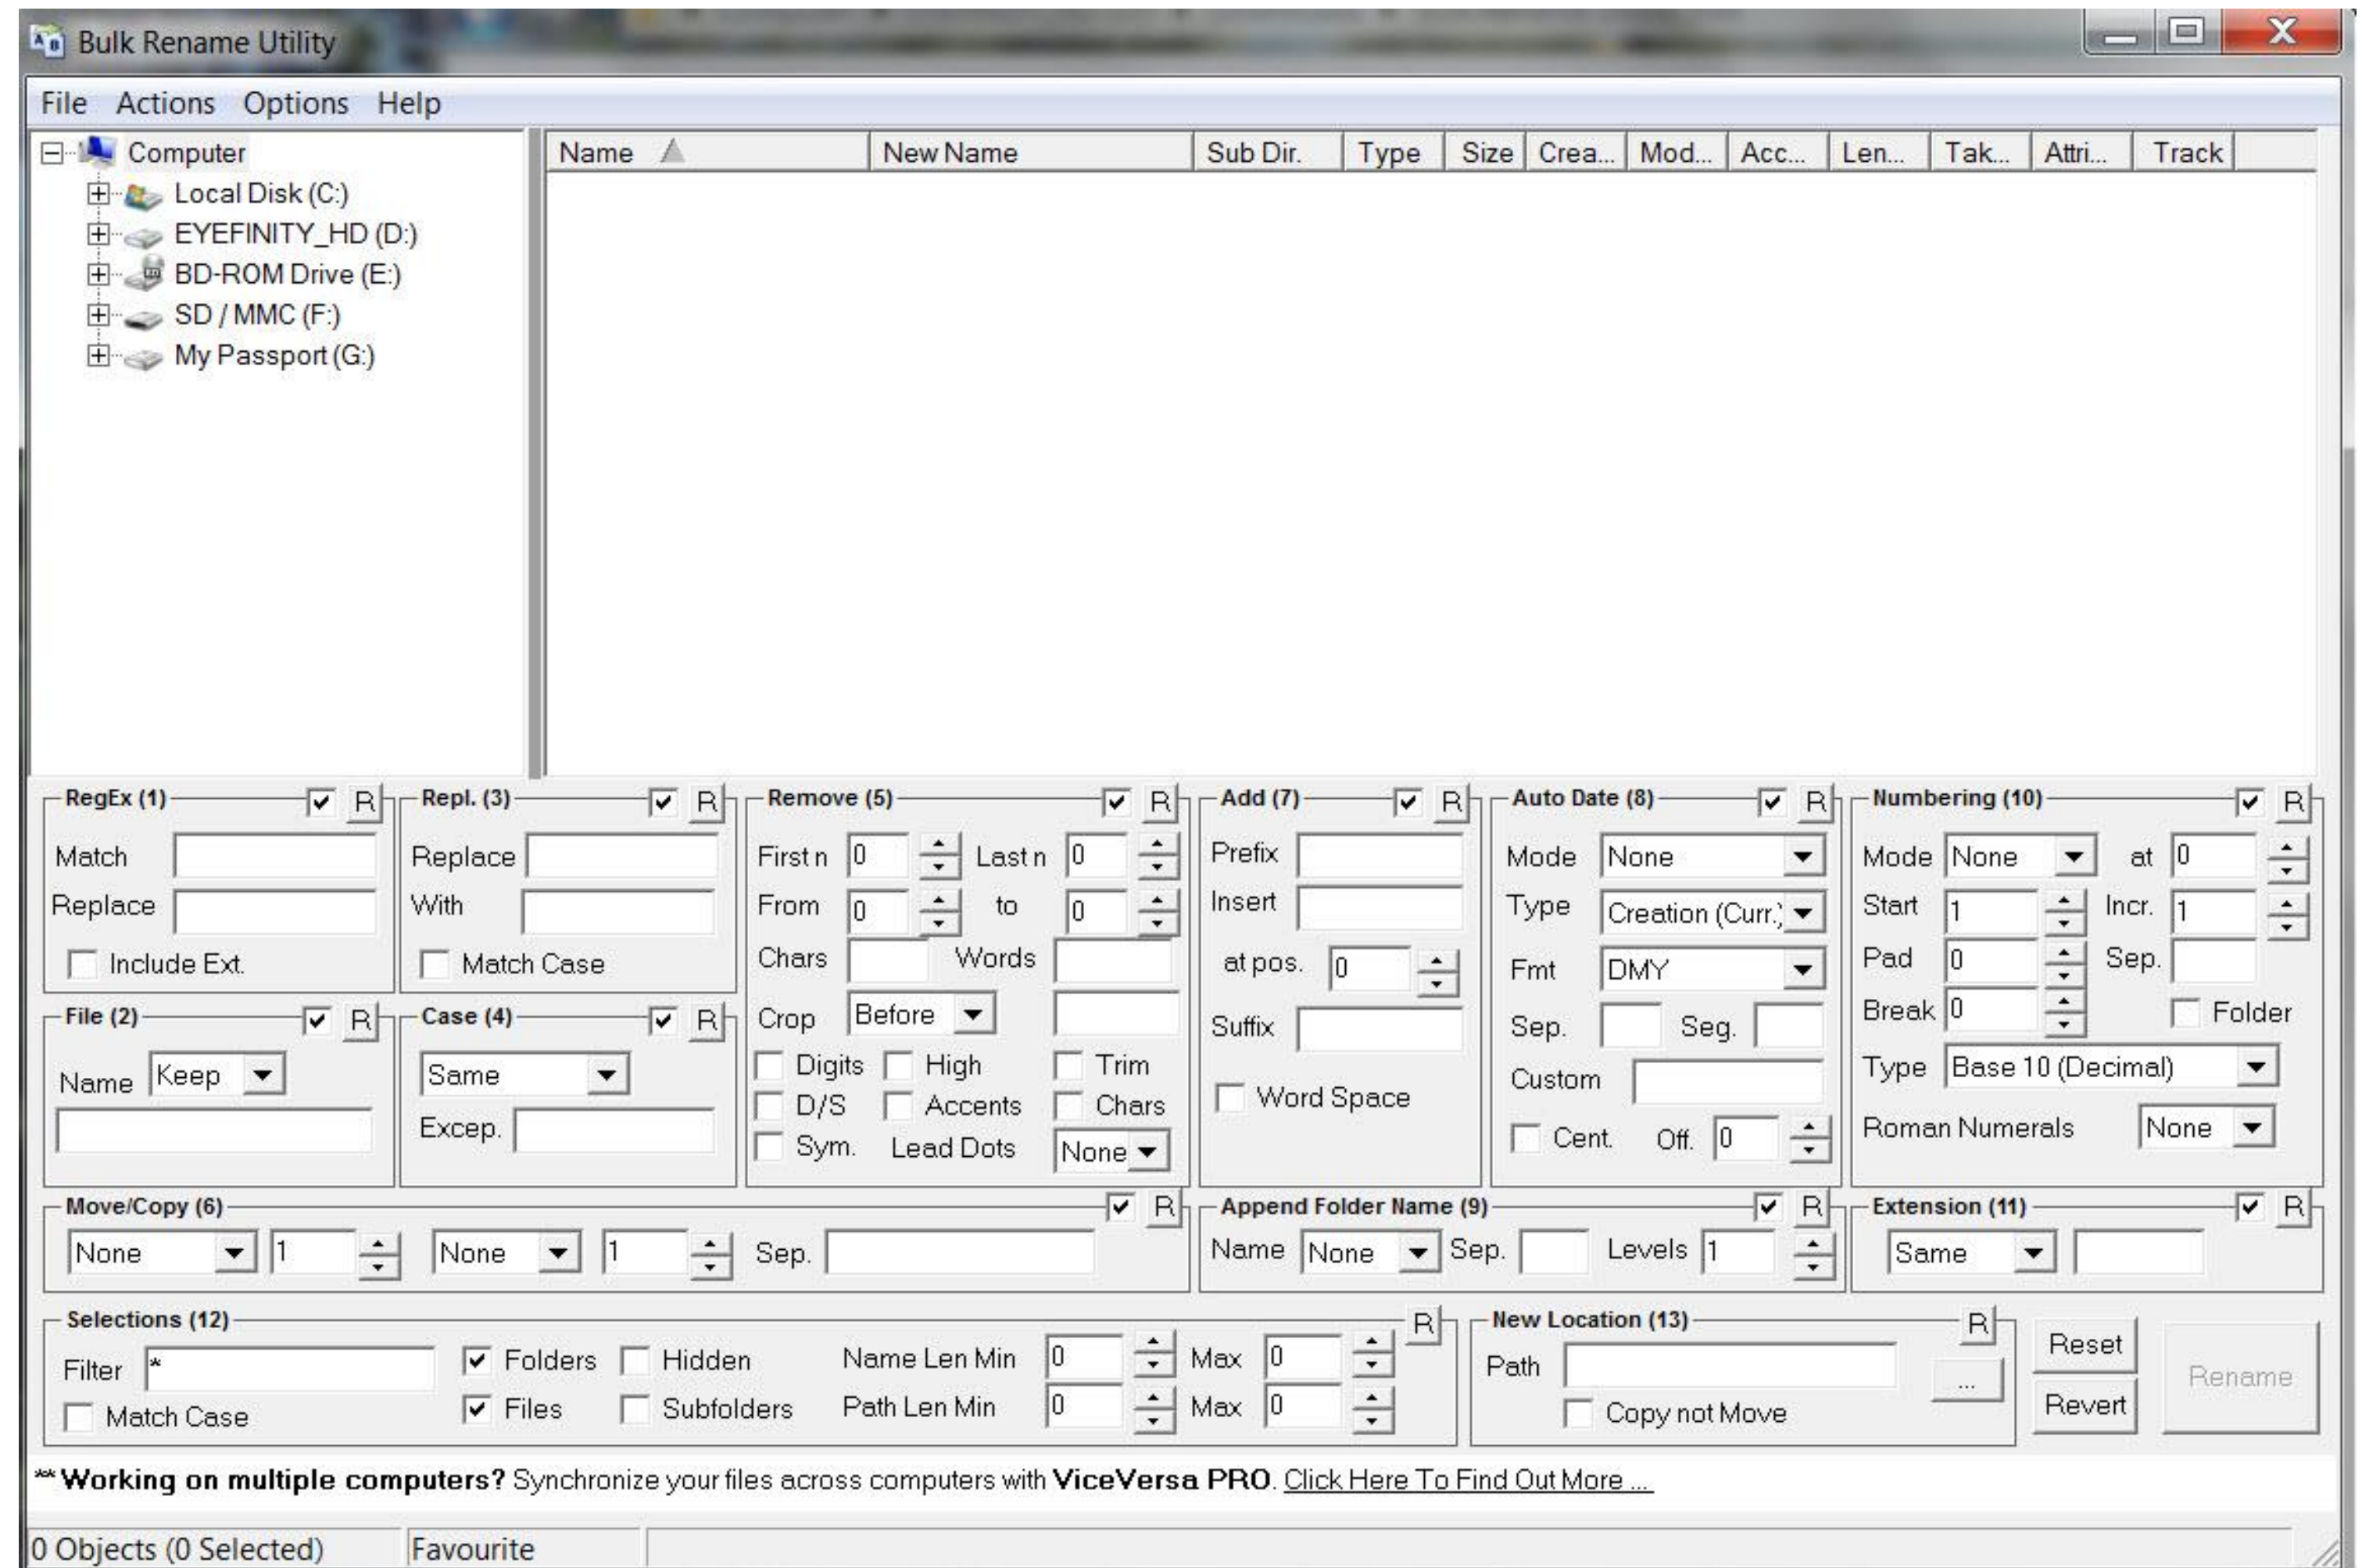 Bulk Rename Utility
File Actions Options Help
Computer
Local Disk (C:)
EYEFINITY_HD (D:)
BD-ROM Drive (E:)
SD / MMC (F:)
My Passport (G:)
Name New Name Sub Dir. Type Size Crea... Mod... Acc... Len... Tak... Attri... Track
RegEx (1) R
Match
Replace
Include Ext.
Repl. (3) R
Replace
With
Match Case
File (2) R
Name Keep
Case (4) R
Same
Excep.
Remove (5) R
First n 0 Last n 0
From 0 to 0
Chars Words
Crop Before
Digits High Trim
D/S Accents Chars
Sym. Lead Dots None
Add (7) R
Prefix
Insert
at pos. 0
Suffix
Word Space
Auto Date (8) R
Mode None
Type Creation (Curr.)
Fmt DMY
Sep. Seg.
Custom
Cent. Off. 0
Numbering (10) R
Mode None at 0
Start 1 Incr. 1
Pad 0 Sep.
Break 0 Folder
Type Base 10 (Decimal)
Roman Numerals None
Move/Copy (6) R
None 1 None 1 Sep.
Append Folder Name (9) R
Name None Sep. Levels 1
Extension (11) R
Same
Selections (12) R
Filter * Folders Hidden Name Len Min 0 Max 0
Match Case Files Subfolders Path Len Min 0 Max 0
New Location (13) R
Path ...
Copy not Move
Reset
Revert
Rename
** Working on multiple computers? Synchronize your files across computers with ViceVersa PRO. Click Here To Find Out More ...
0 Objects (0 Selected) Favourite